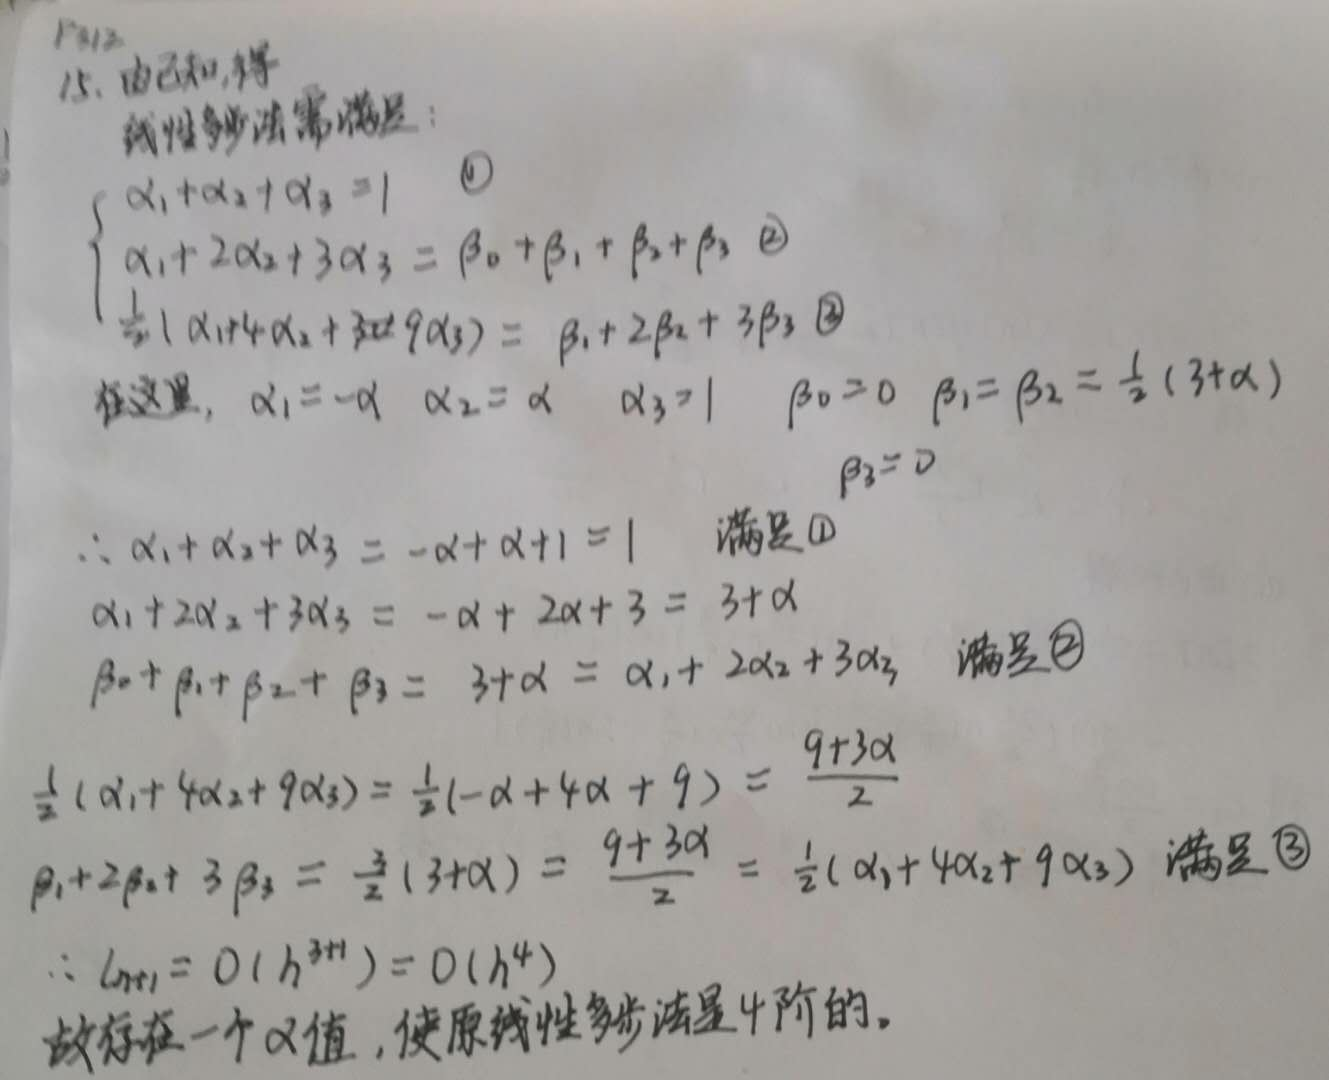 P312
15. 由已知,得
线性多步法需满足:
α₁+α₂+α₃=1 ①
α₁+2α₂+3α₃=β₀+β₁+β₂+β₃ ②
½(α₁+4α₂+9α₃)=β₁+2β₂+3β₃ ③
在这里, α₁=-α α₂=α α₃=1 β₀=0 β₁=β₂=½(3+α)
β₃=0
∴α₁+α₂+α₃=-α+α+1=1 满足①
α₁+2α₂+3α₃=-α+2α+3=3+α
β₀+β₁+β₂+β₃=3+α=α₁+2α₂+3α₃ 满足②
½(α₁+4α₂+9α₃)=½(-α+4α+9)=(9+3α)/2
β₁+2β₂+3β₃=3/2(3+α)=(9+3α)/2=½(α₁+4α₂+9α₃) 满足③
∴Lₙ₊₁=O(h³⁺¹)=O(h⁴)
故存在一个α值,使原线性多步法是4阶的。